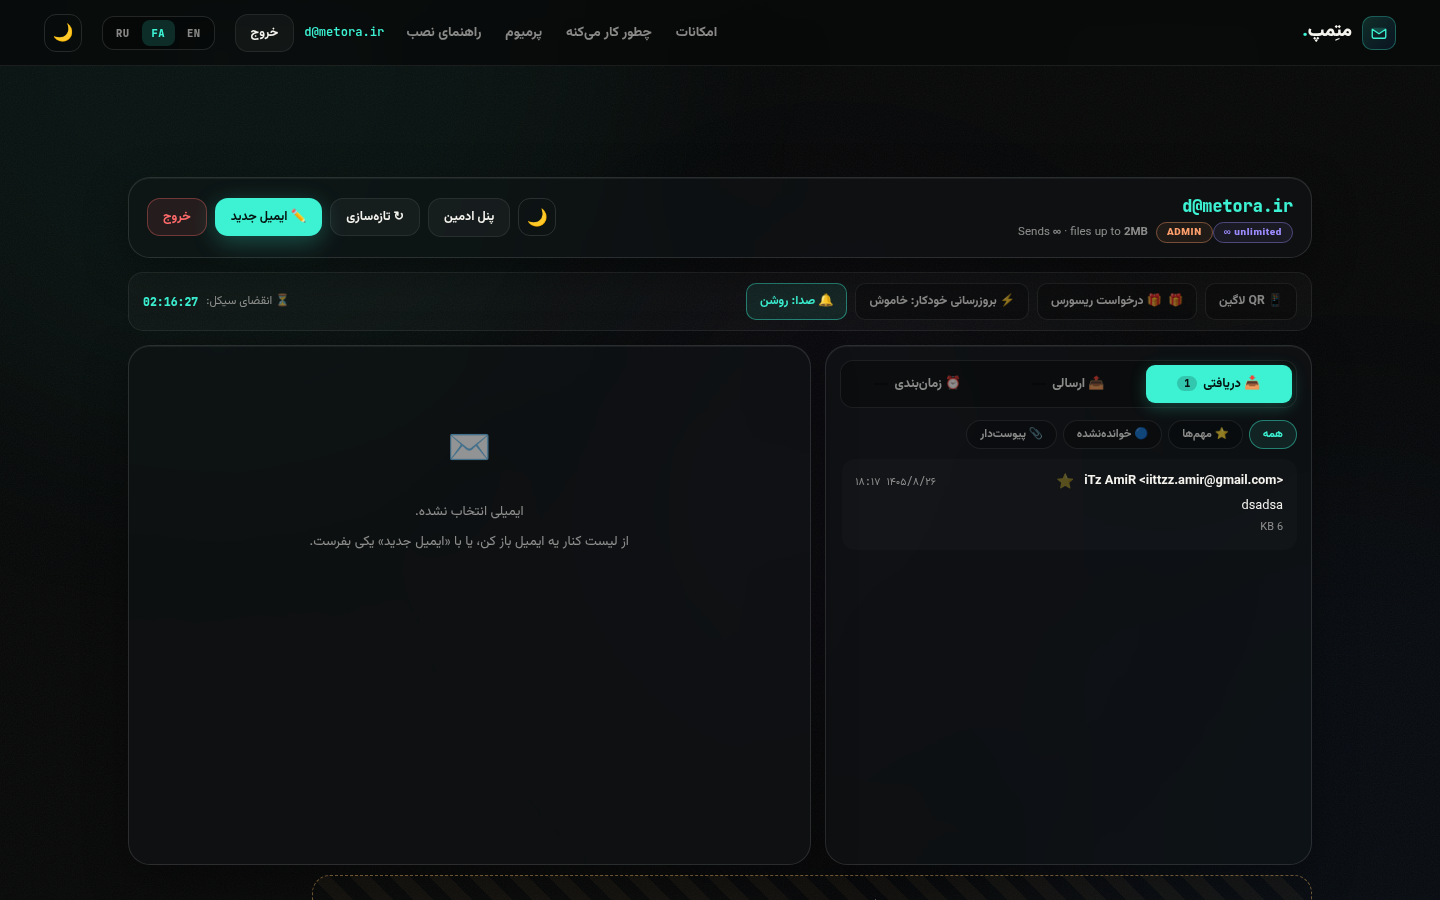 متِمپ.
امکانات
چطور کار می‌کنه
پرمیوم
راهنمای نصب
d@metora.ir
خروج
RU FA EN
d@metora.ir
∞ unlimited
ADMIN
Sends ∞ · files up to 2MB
پنل ادمین
↻ تازه‌سازی
✏️ ایمیل جدید
خروج
📱 QR لاگین
🎁 🎁 درخواست ریسورس
⚡ بروزرسانی خودکار: خاموش
🔔 صدا: روشن
⏳ انقضای سیکل: 02:16:27
📥 دریافتی 1
📤 ارسالی
⏰ زمان‌بندی
همه
⭐ مهم‌ها
🔵 خوانده‌نشده
📎 پیوست‌دار
iTz AmiR <iittzz.amir@gmail.com>
۱۴۰۵/۸/۲۶ ۱۸:۱۷
dsadsa
6 KB
ایمیلی انتخاب نشده.
از لیست کنار یه ایمیل باز کن، یا با «ایمیل جدید» یکی بفرست.